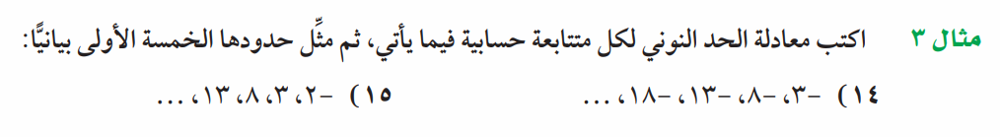 مثال ٣ اكتب معادلة الحد النوني لكل متتابعة حسابية فيما يأتي، ثم مثِّل حدودها الخمسة الأولى بيانيًّا:
١٤) –٣، –٨، –١٣، –١٨، ... ١٥) –٢، ٣، ٨، ١٣، ...